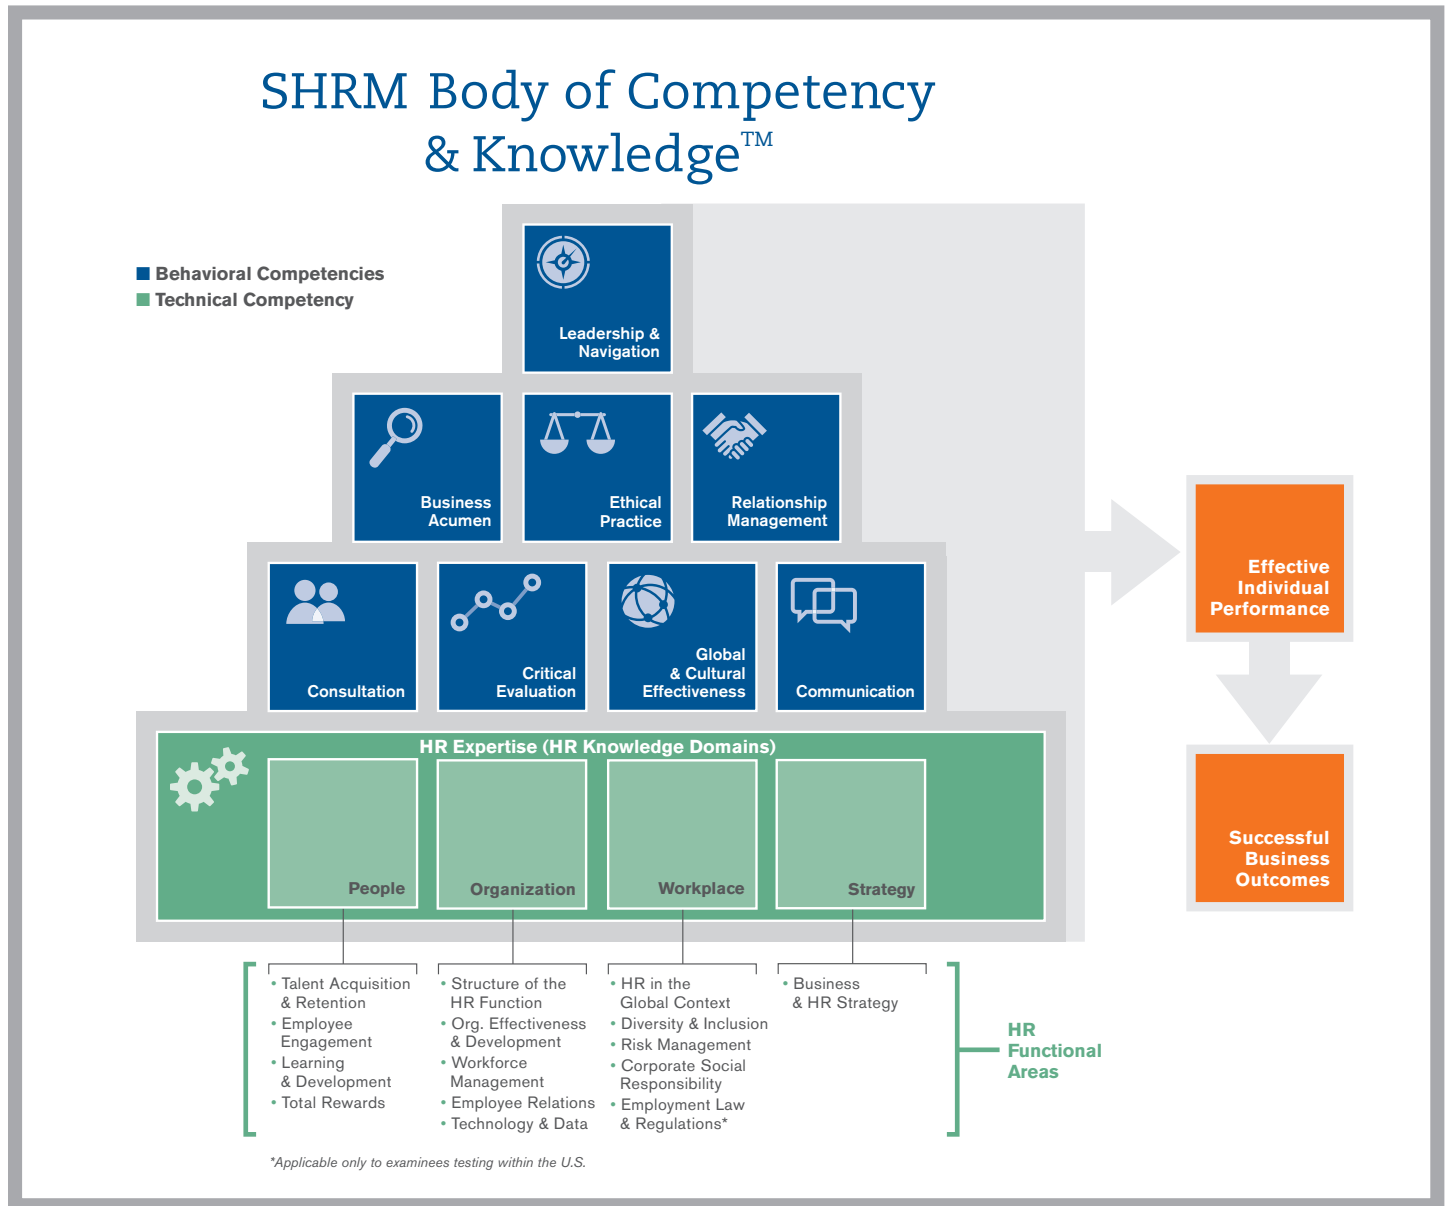 SHRM Body of Competency
& Knowledge™
Behavioral Competencies
Technical Competency
Leadership &
Navigation
Business
Acumen
Ethical
Practice
Relationship
Management
Consultation
Critical
Evaluation
Global
& Cultural
Effectiveness
Communication
HR Expertise (HR Knowledge Domains)
People
Organization
Workplace
Strategy
Effective
Individual
Performance
Successful
Business
Outcomes
• Talent Acquisition
& Retention
• Employee
Engagement
• Learning
& Development
• Total Rewards
• Structure of the
HR Function
• Org. Effectiveness
& Development
• Workforce
Management
• Employee Relations
• Technology & Data
• HR in the
Global Context
• Diversity & Inclusion
• Risk Management
• Corporate Social
Responsibility
• Employment Law
& Regulations*
• Business
& HR Strategy
HR
Functional
Areas
*Applicable only to examinees testing within the U.S.